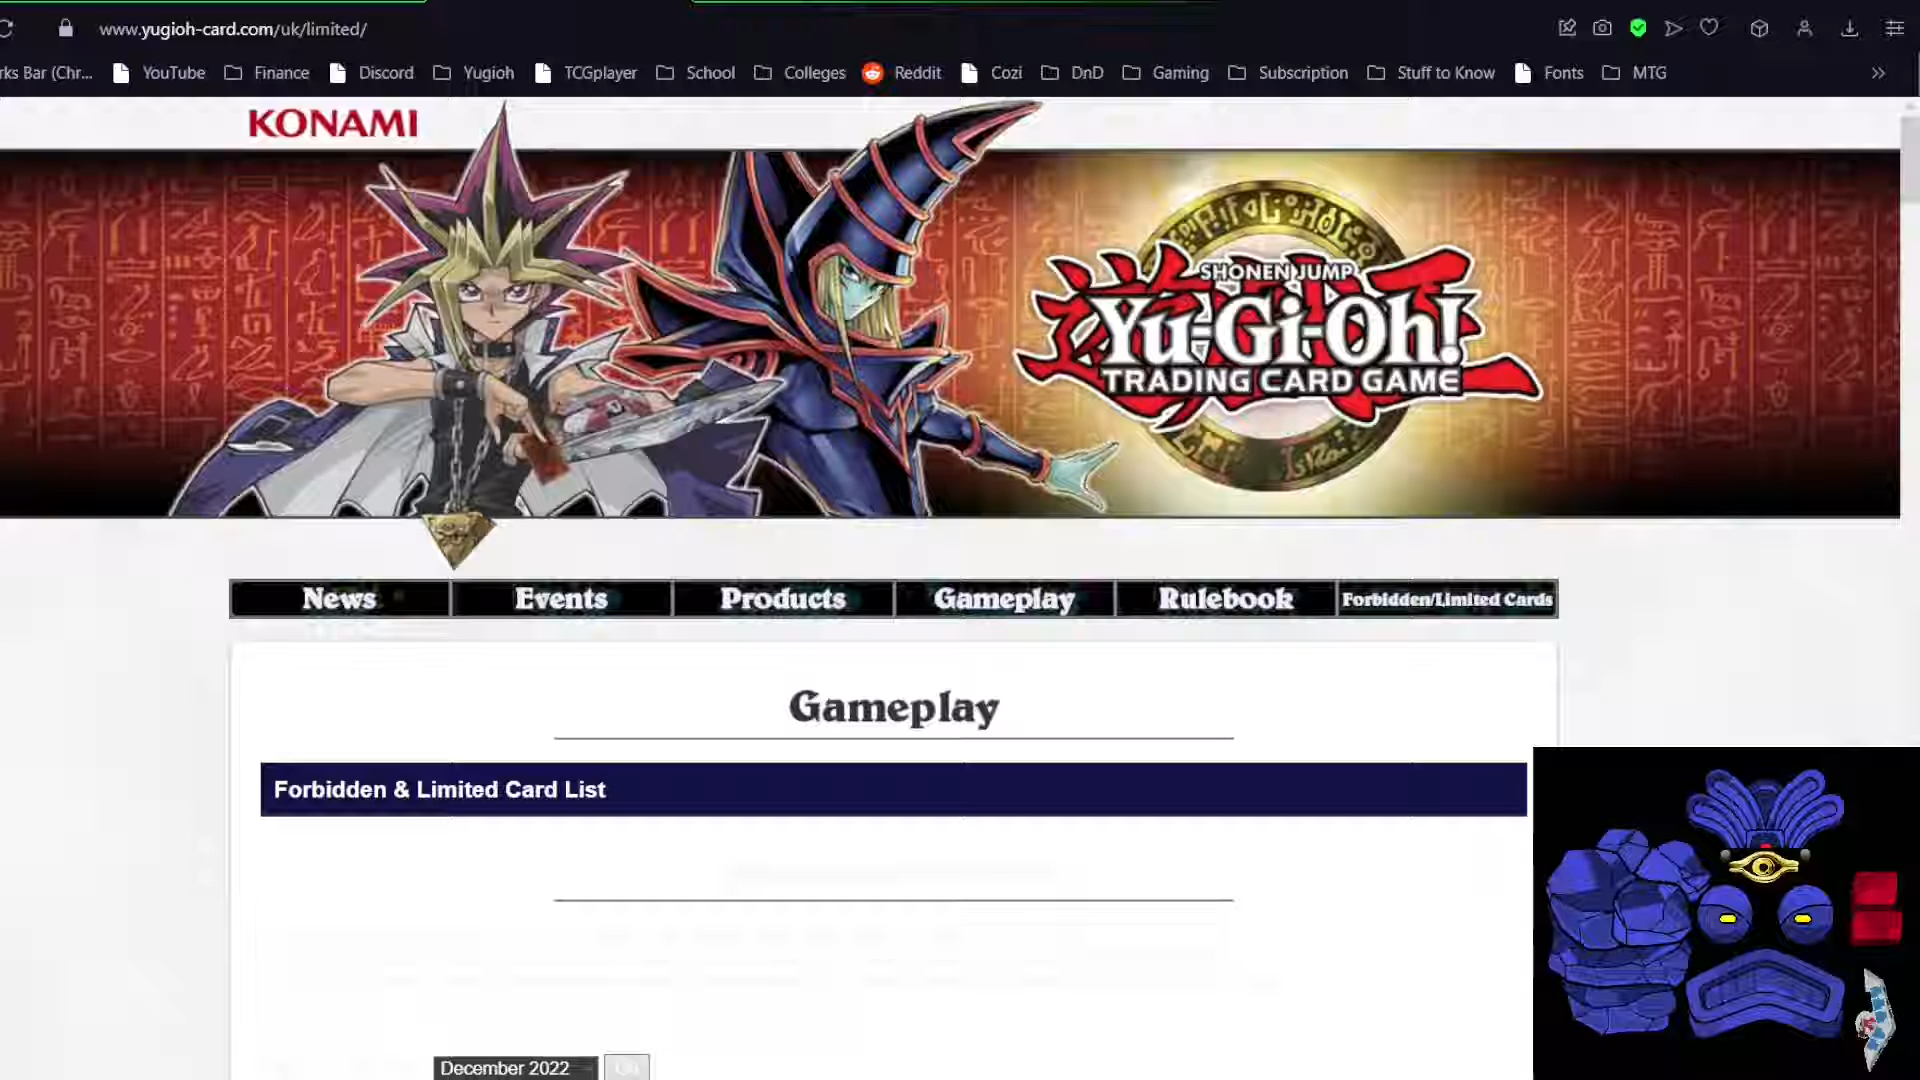 www.yugioh-card.com/uk/limited/
rks Bar (Chr... YouTube Finance Discord Yugioh TCGplayer School Colleges Reddit Cozi DnD Gaming Subscription Stuff to Know Fonts MTG
KONAMI
SHONEN JUMP
Yu-Gi-Oh!
TRADING CARD GAME
News Events Products Gameplay Rulebook Forbidden/Limited Cards
Gameplay
Forbidden & Limited Card List
December 2022